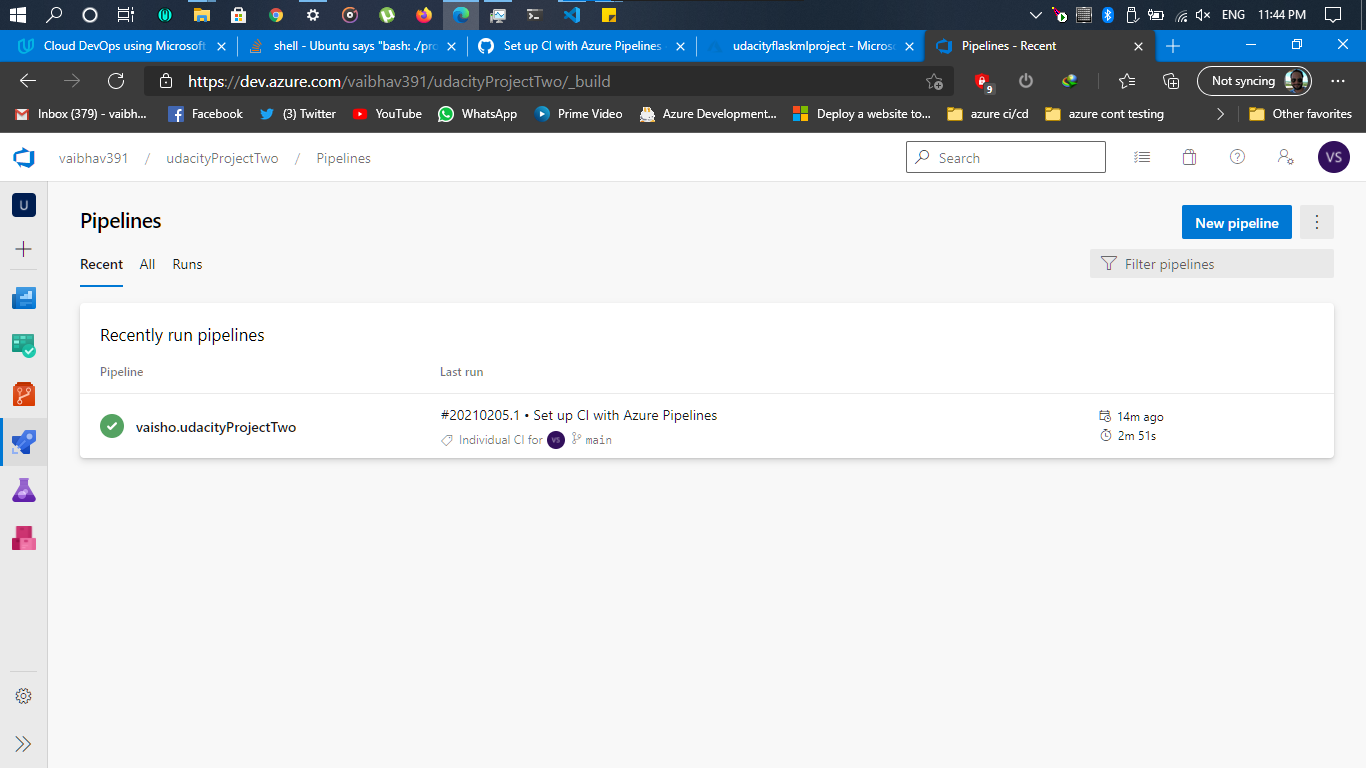 ENG 11:44 PM
Cloud DevOps using Microsoft
shell - Ubuntu says "bash: ./pro
Set up CI with Azure Pipelines
udacityflaskmlproject - Micros
Pipelines - Recent
https://dev.azure.com/vaibhav391/udacityProjectTwo/_build
9
Not syncing
Inbox (379) - vaibh...
Facebook
(3) Twitter
YouTube
WhatsApp
Prime Video
Azure Development...
Deploy a website to...
azure ci/cd
azure cont testing
Other favorites
vaibhav391 / udacityProjectTwo / Pipelines
Search
VS
U
Pipelines
New pipeline
Recent All Runs
Filter pipelines
Recently run pipelines
Pipeline Last run
vaisho.udacityProjectTwo
#20210205.1 • Set up CI with Azure Pipelines
Individual CI for VS main
14m ago
2m 51s